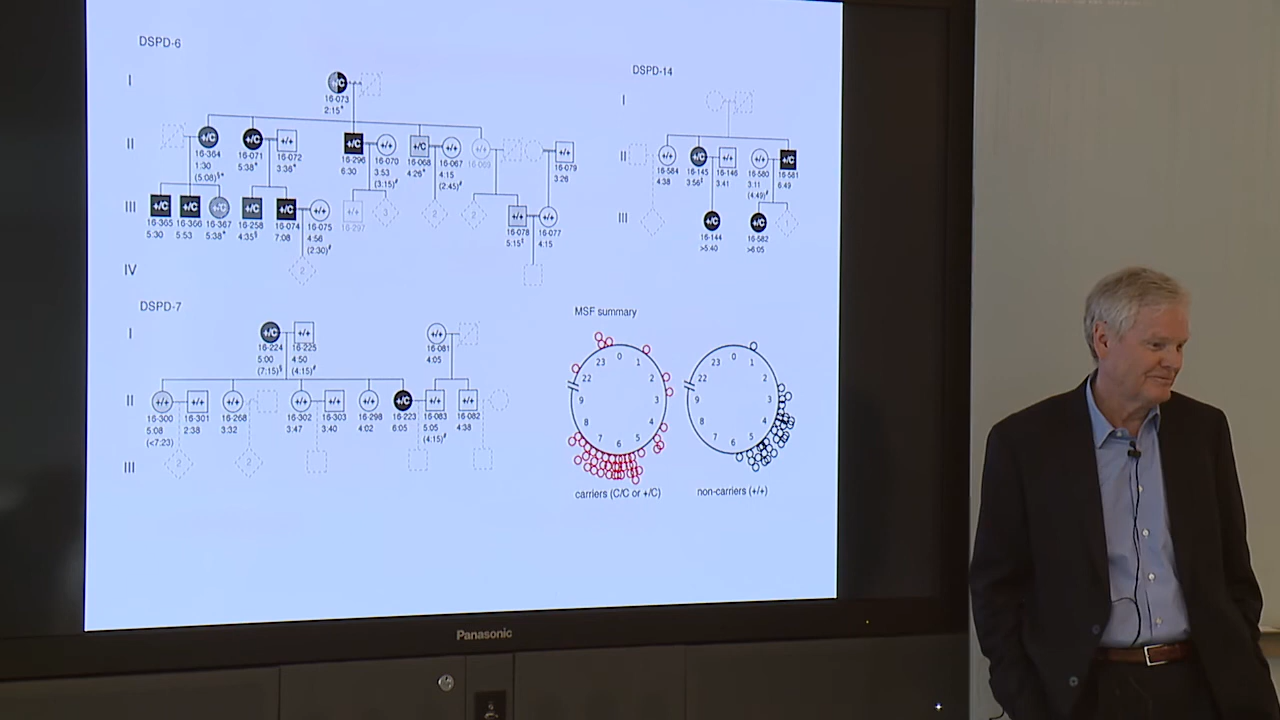 DSPD-6
I
+/C
16-073
2:15*
II
+/C +/C +/+ +/C +/+ +/C +/+ +/+ +/+
16-364 16-071 16-072 16-296 16-070 16-068 16-067 16-069 16-079
1:30 5:38* 3:36* 6:30 3:53 4:26* 4:15 3:26
(5:08)§* (3:15)# (2:45)#
III
+/C +/C +/C +/C +/C +/+ +/+ 3 2 2 +/+ +/+
16-365 16-366 16-367 16-258 16-074 16-075 16-297 16-078 16-077
5:30 5:53 5:38* 4:35§ 7:08 4:56 5:15‡ 4:15
(2:30)#
IV
2
DSPD-14
I
II
+/+ +/C +/+ +/+ +/C
16-584 16-145 16-146 16-580 16-581
4:38 3:56‡ 3:41 3:11 6:49
(4:49)#
III
+/C +/C
16-144 16-582
>5:40 >6:05
DSPD-7
I
+/C +/+ +/+
16-224 16-225 16-081
5:00 4:50 4:05
(7:15)§ (4:15)#
II
+/+ +/+ +/+ +/+ +/+ +/+ +/C +/+ +/+
16-300 16-301 16-268 16-302 16-303 16-298 16-223 16-083 16-082
5:08 2:38 3:32 3:47 3:40 4:02 6:05 5:05 4:38
(<7:23) (4:15)#
III
2 2
MSF summary
0 1 2 3 4 5 6 7 8 9 22 23
carriers (C/C or +/C)
0 1 2 3 4 5 6 7 8 9 22 23
non-carriers (+/+)
Panasonic